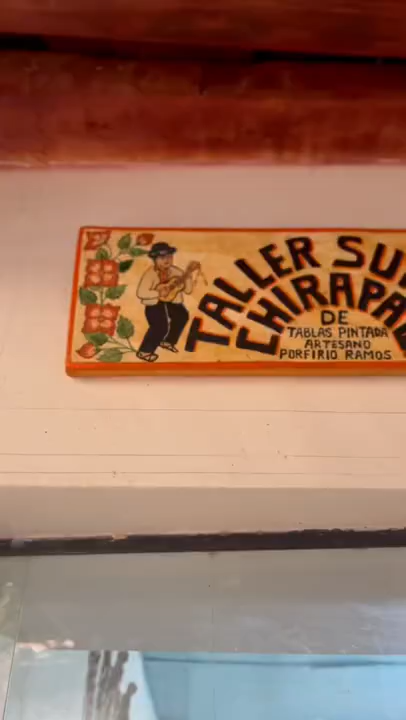 TALLER SU
CHIRAPA
DE
TABLAS PINTADA
ARTESANO
PORFIRIO RAMOS